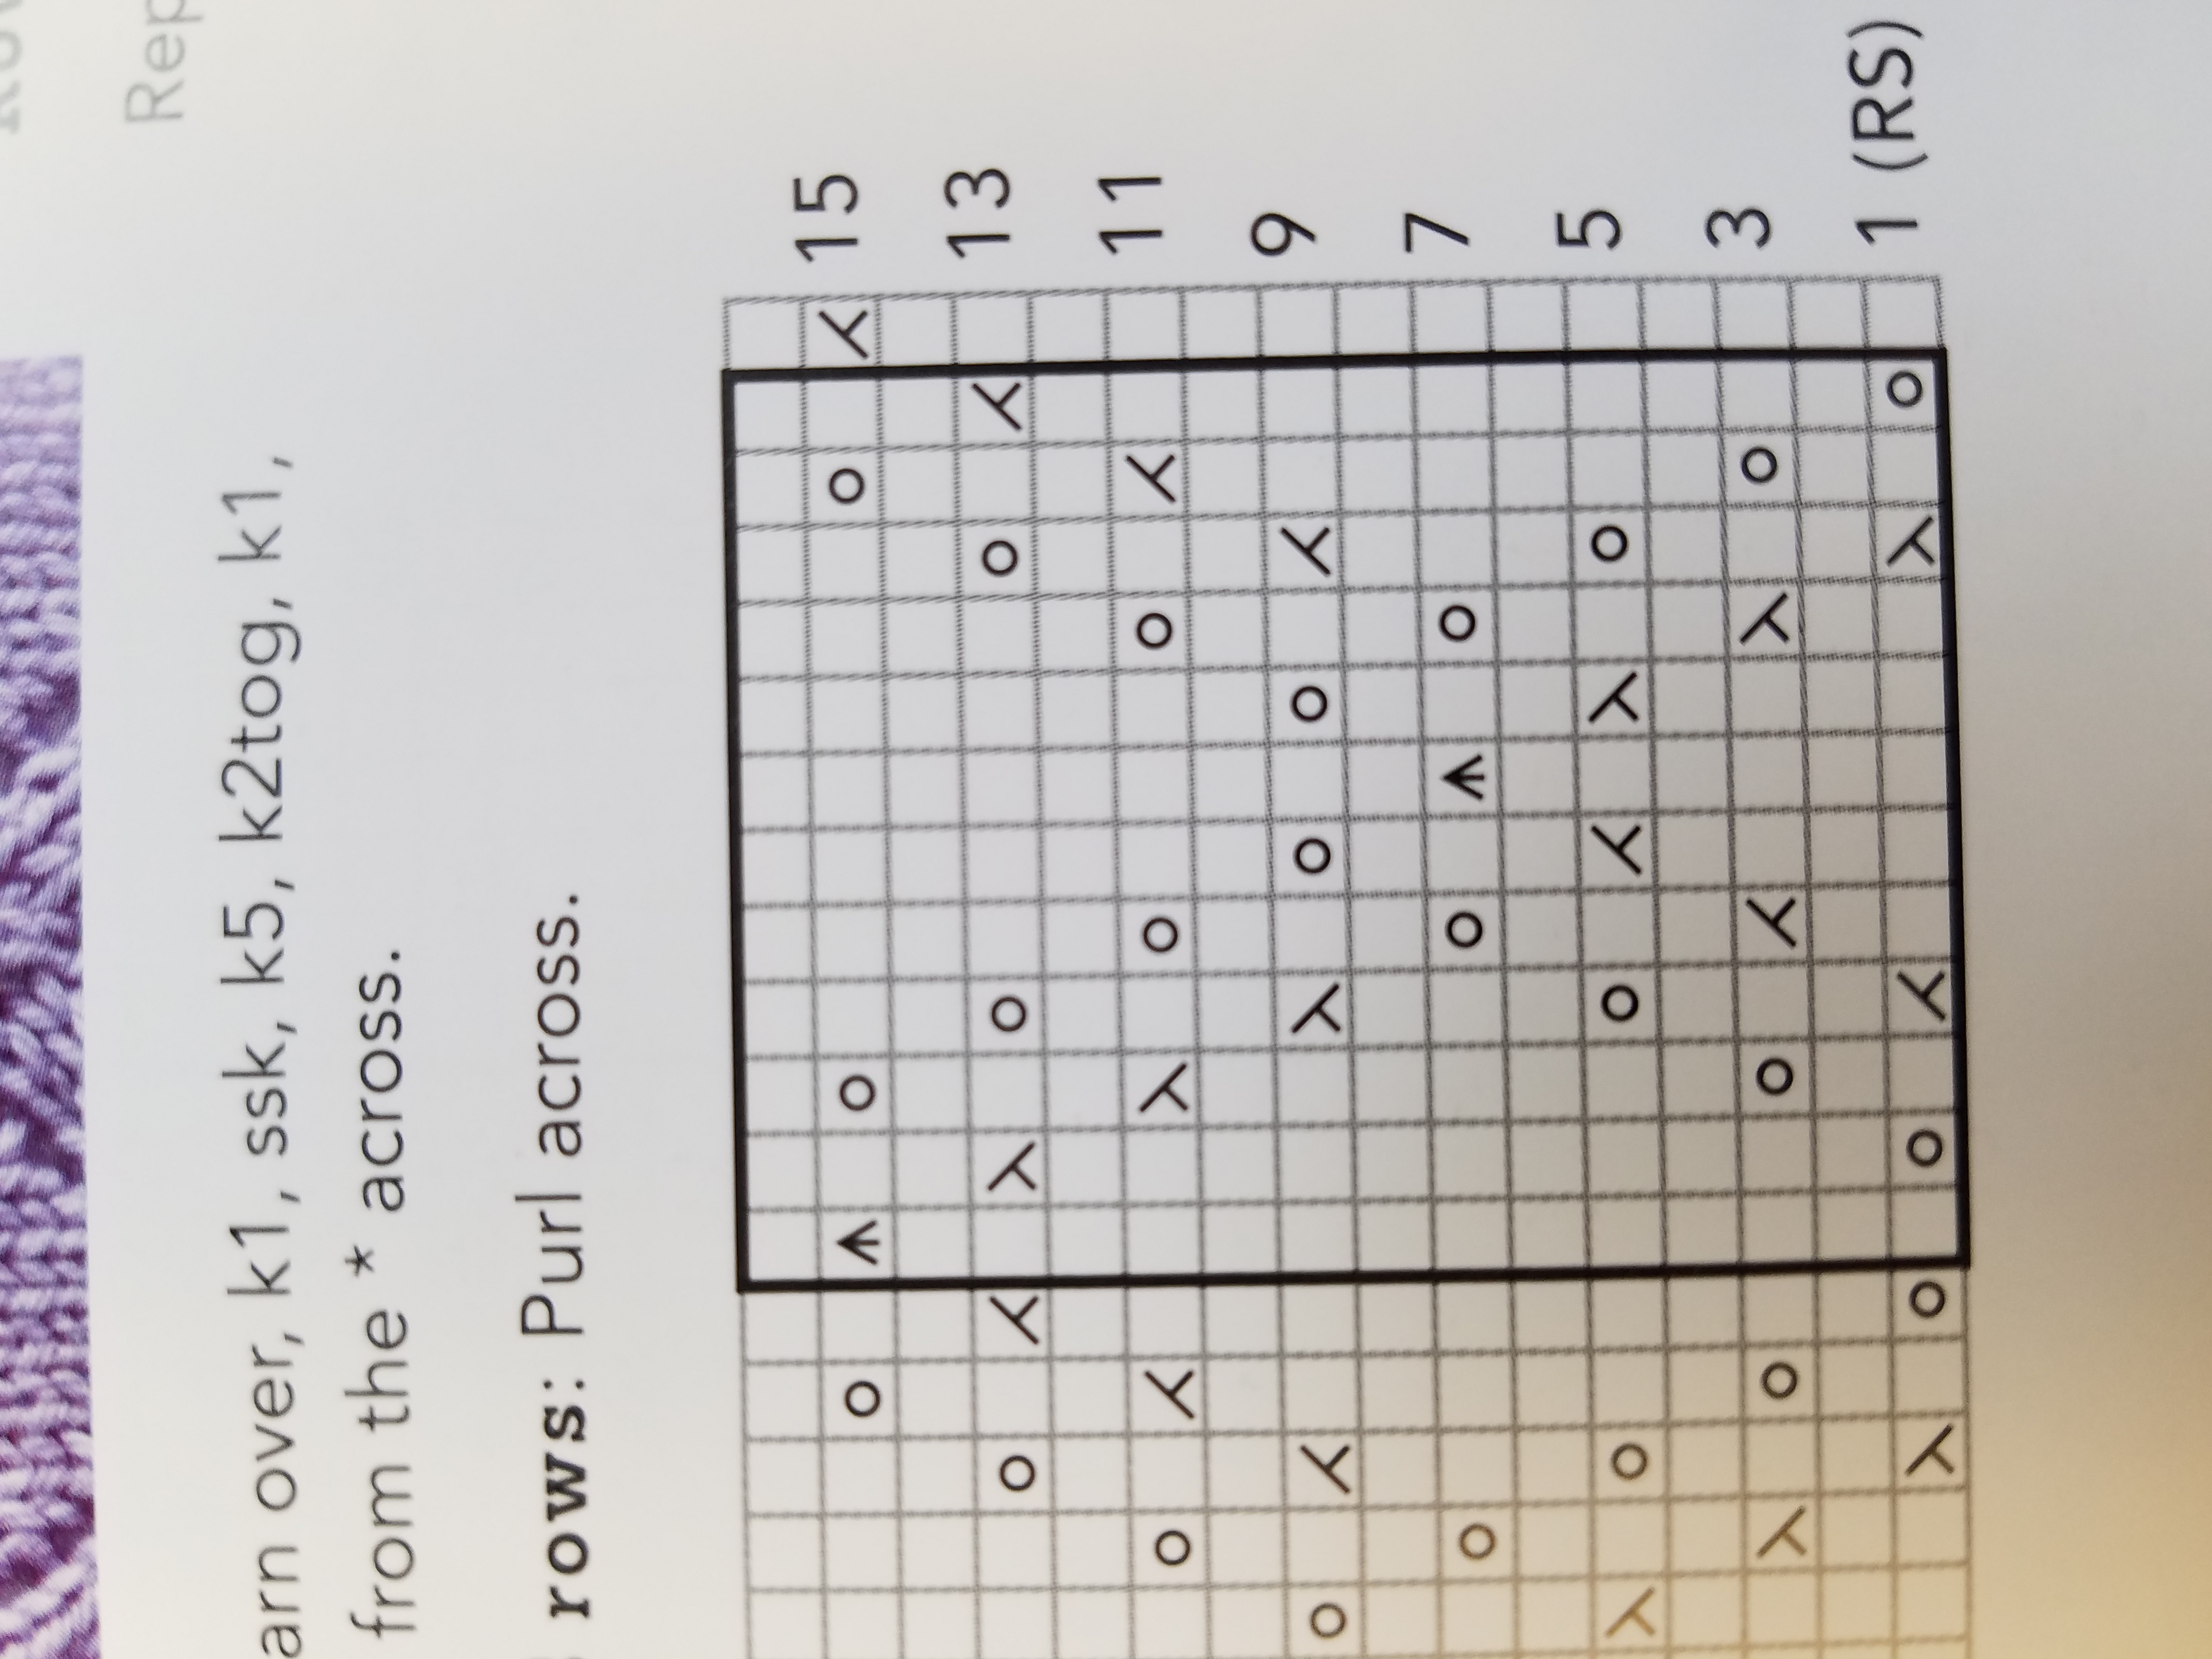 Rep
arn over, k1, ssk, k5, k2tog, k1,
from the * across.
rows: Purl across.
15
13
11
9
7
5
3
1 (RS)